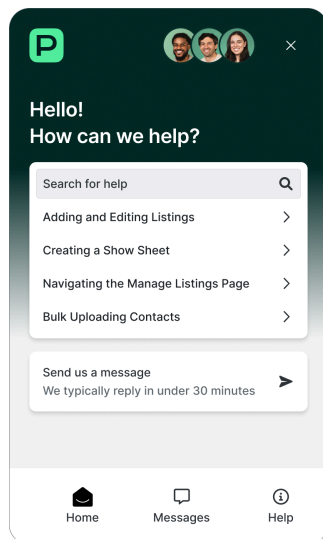 P
Hello!
How can we help?
Search for help
Adding and Editing Listings
Creating a Show Sheet
Navigating the Manage Listings Page
Bulk Uploading Contacts
Send us a message
We typically reply in under 30 minutes
Home
Messages
Help